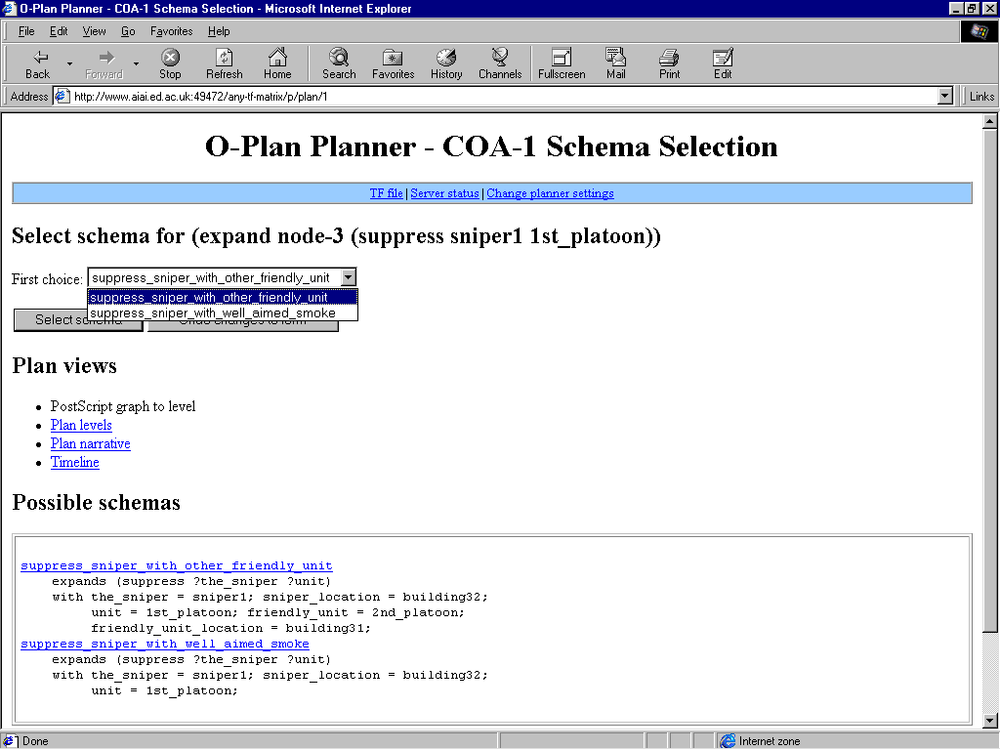 O-Plan Planner - COA-1 Schema Selection - Microsoft Internet Explorer
File Edit View Go Favorites Help
Back Forward Stop Refresh Home Search Favorites History Channels Fullscreen Mail Print Edit
Address http://www.aiai.ed.ac.uk:49472/any-tf-matrix/p/plan/1 Links
O-Plan Planner - COA-1 Schema Selection
TF file | Server status | Change planner settings
Select schema for (expand node-3 (suppress sniper1 1st_platoon))
First choice: suppress_sniper_with_other_friendly_unit
suppress_sniper_with_other_friendly_unit
suppress_sniper_with_well_aimed_smoke
Select schema Undo changes to form
Plan views
• PostScript graph to level
• Plan levels
• Plan narrative
• Timeline
Possible schemas
suppress_sniper_with_other_friendly_unit
expands (suppress ?the_sniper ?unit)
with the_sniper = sniper1; sniper_location = building32;
unit = 1st_platoon; friendly_unit = 2nd_platoon;
friendly_unit_location = building31;
suppress_sniper_with_well_aimed_smoke
expands (suppress ?the_sniper ?unit)
with the_sniper = sniper1; sniper_location = building32;
unit = 1st_platoon;
Done Internet zone